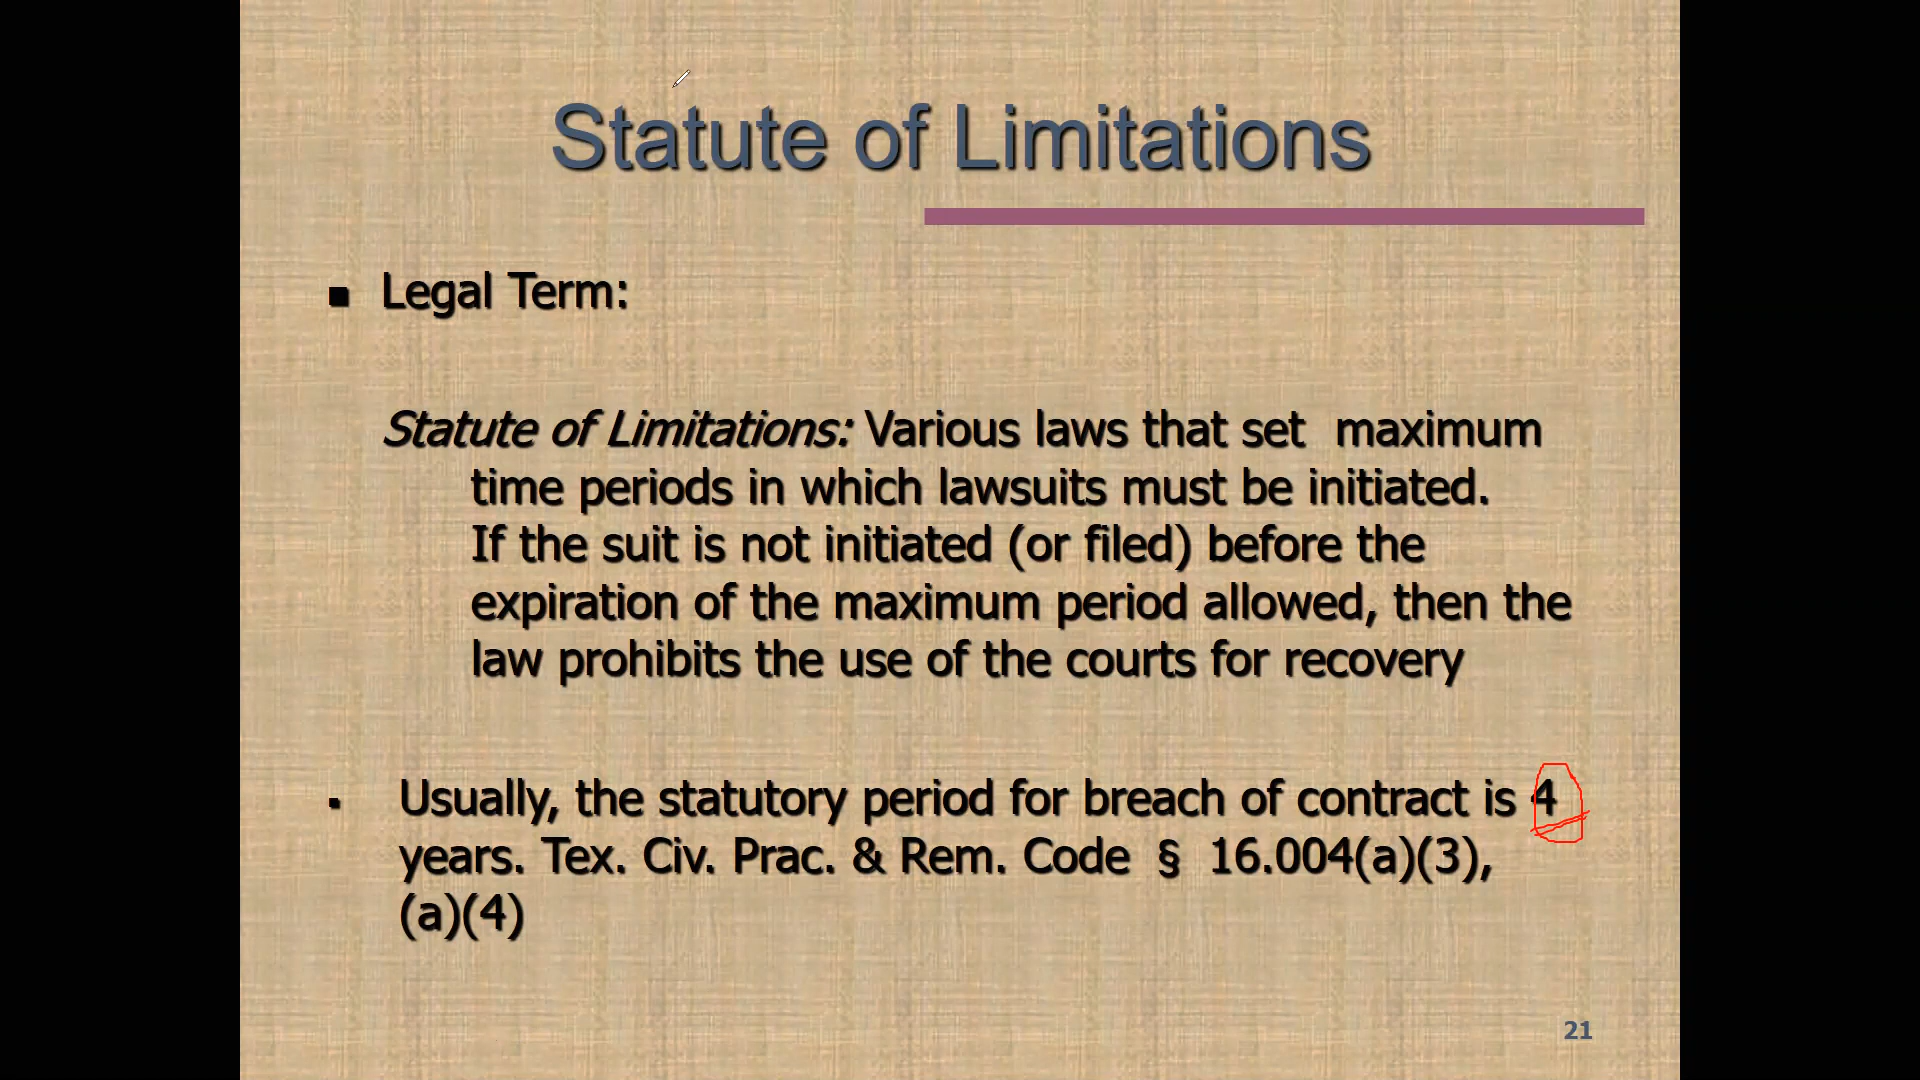 Statute of Limitations
Legal Term:
Statute of Limitations: Various laws that set maximum
time periods in which lawsuits must be initiated.
If the suit is not initiated (or filed) before the
expiration of the maximum period allowed, then the
law prohibits the use of the courts for recovery
Usually, the statutory period for breach of contract is 4
years. Tex. Civ. Prac. & Rem. Code § 16.004(a)(3),
(a)(4)
21